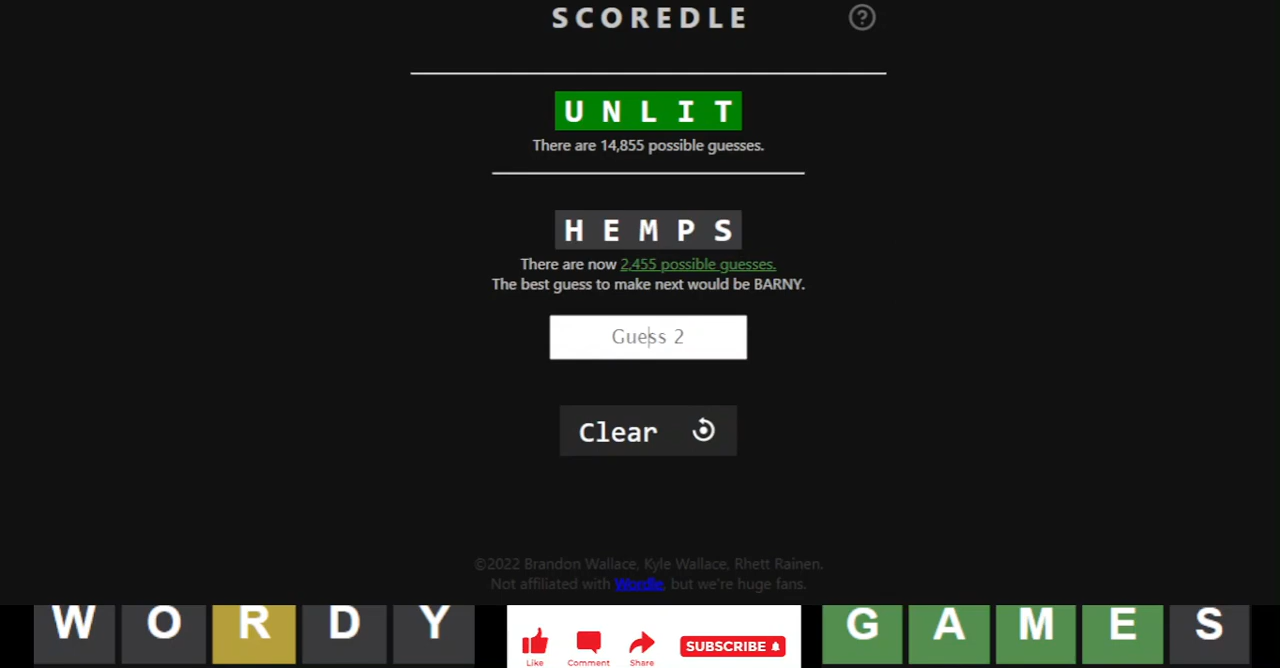 SCOREDLE ?
UNLIT
There are 14,855 possible guesses.
HEMPS
There are now 2,455 possible guesses.
The best guess to make next would be BARNY.
Guess 2
Clear
©2022 Brandon Wallace, Kyle Wallace, Rhett Rainen.
Not affiliated with Wordle, but we're huge fans.
WORDY GAMES
Like Comment Share SUBSCRIBE